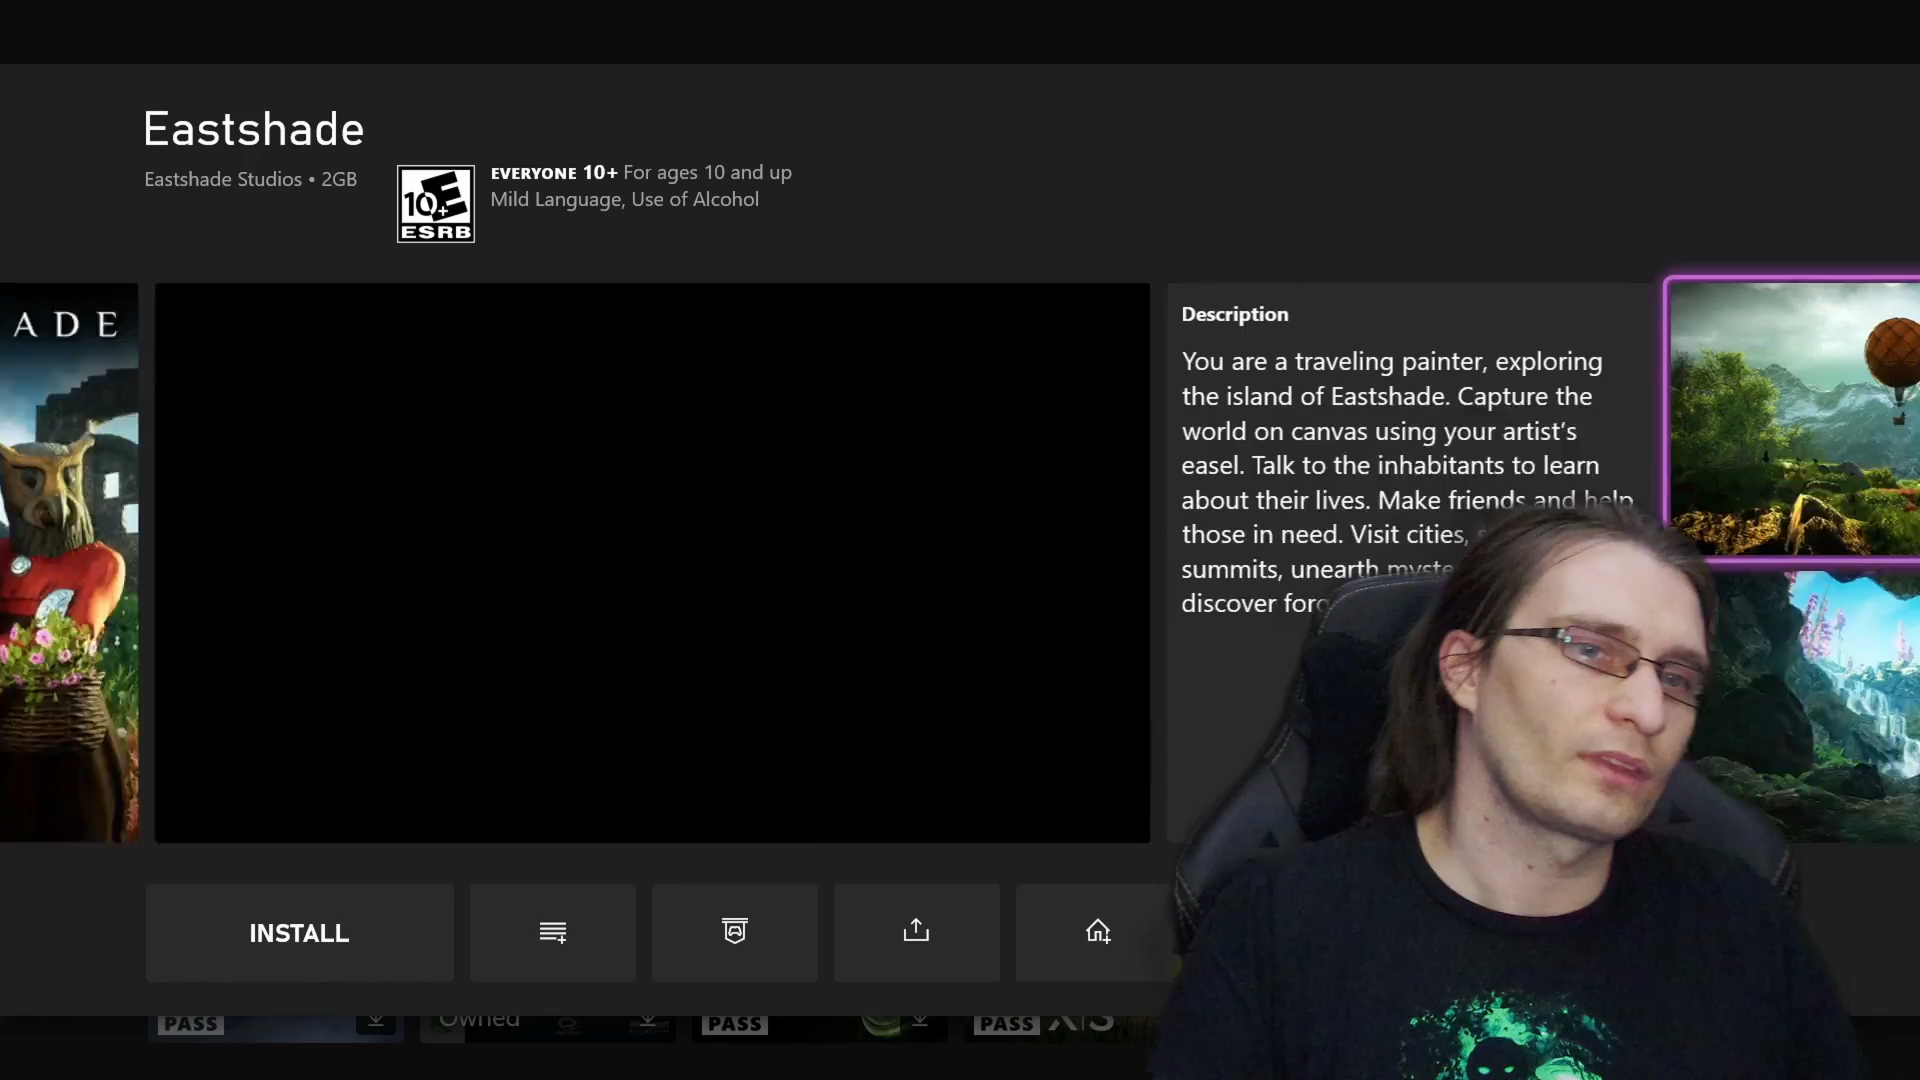 Eastshade
Eastshade Studios • 2GB
10+
E
ESRB
EVERYONE 10+ For ages 10 and up
Mild Language, Use of Alcohol
ADE
Description
You are a traveling painter, exploring
the island of Eastshade. Capture the
world on canvas using your artist’s
easel. Talk to the inhabitants to learn
about their lives. Make friends and help
those in need. Visit cities,
summits, unearth
discover
INSTALL
PASS
Owned
PASS
PASS X|S